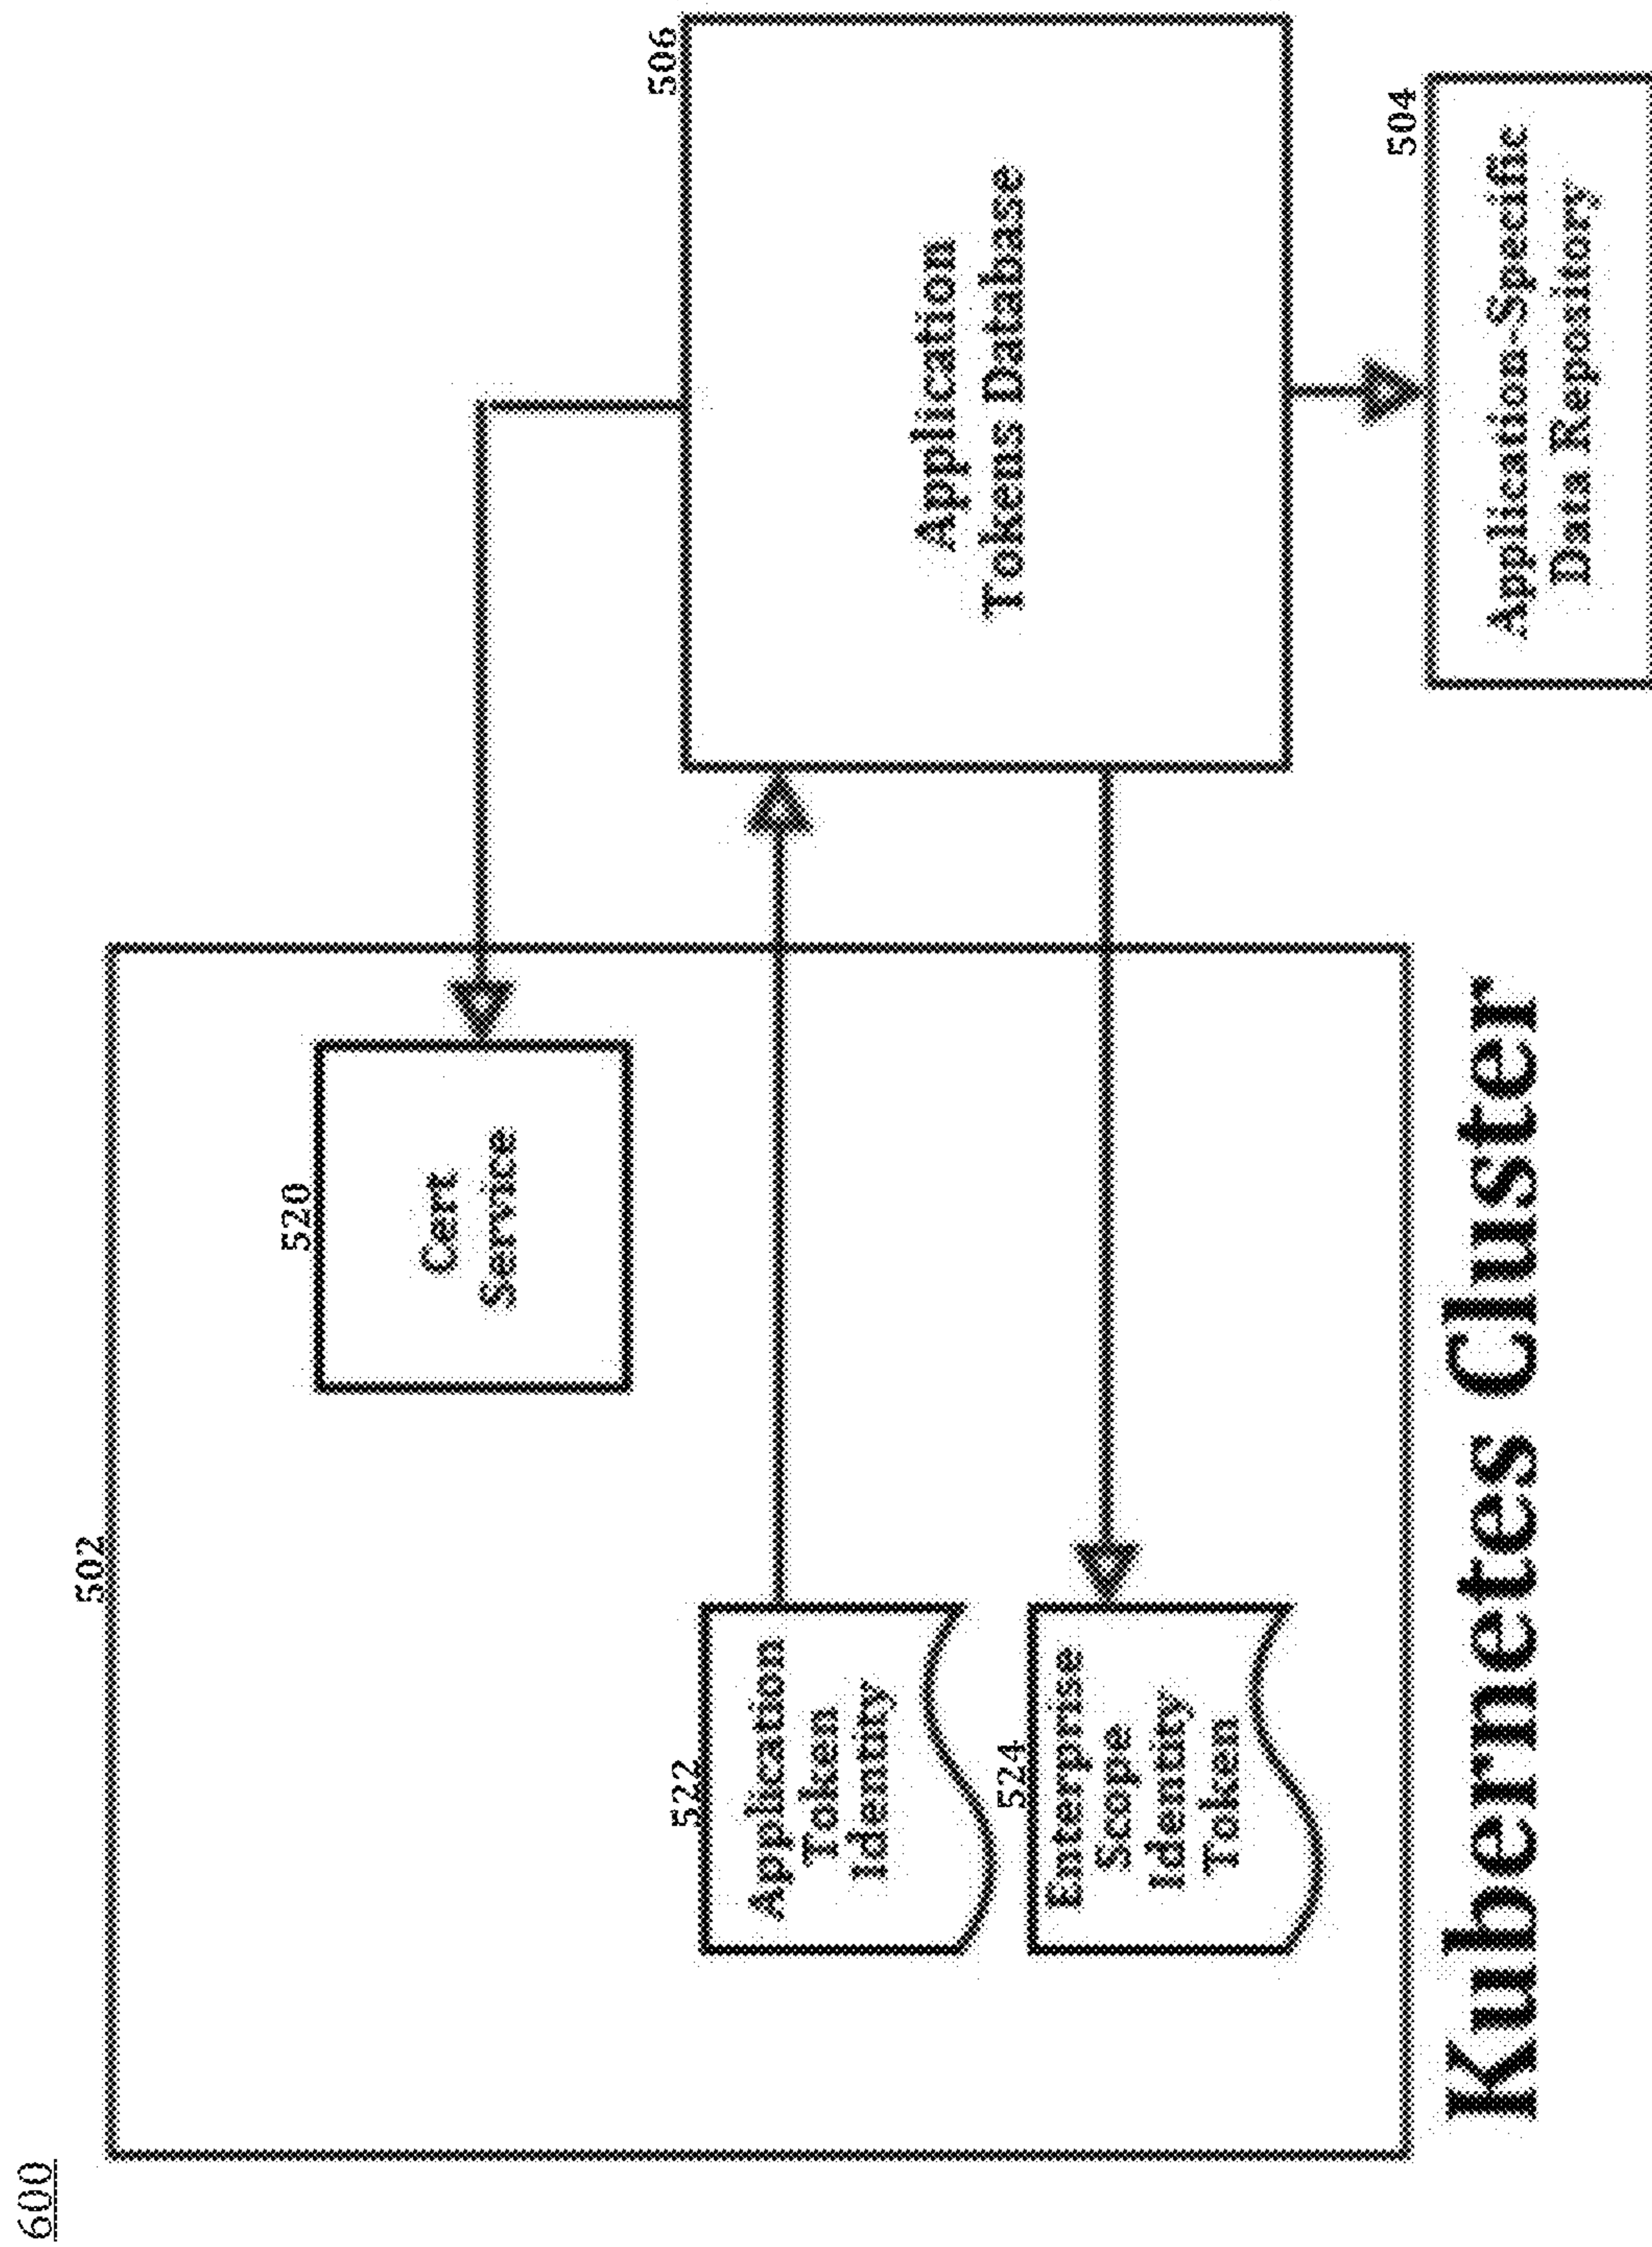 600
502
520
Cert
Service
506
Application
Tokens Database
522
Application
Token
Identity
524
Enterprise
Scope
Identity
Token
504
Application-Specific
Data Repository
Kubernetes Cluster